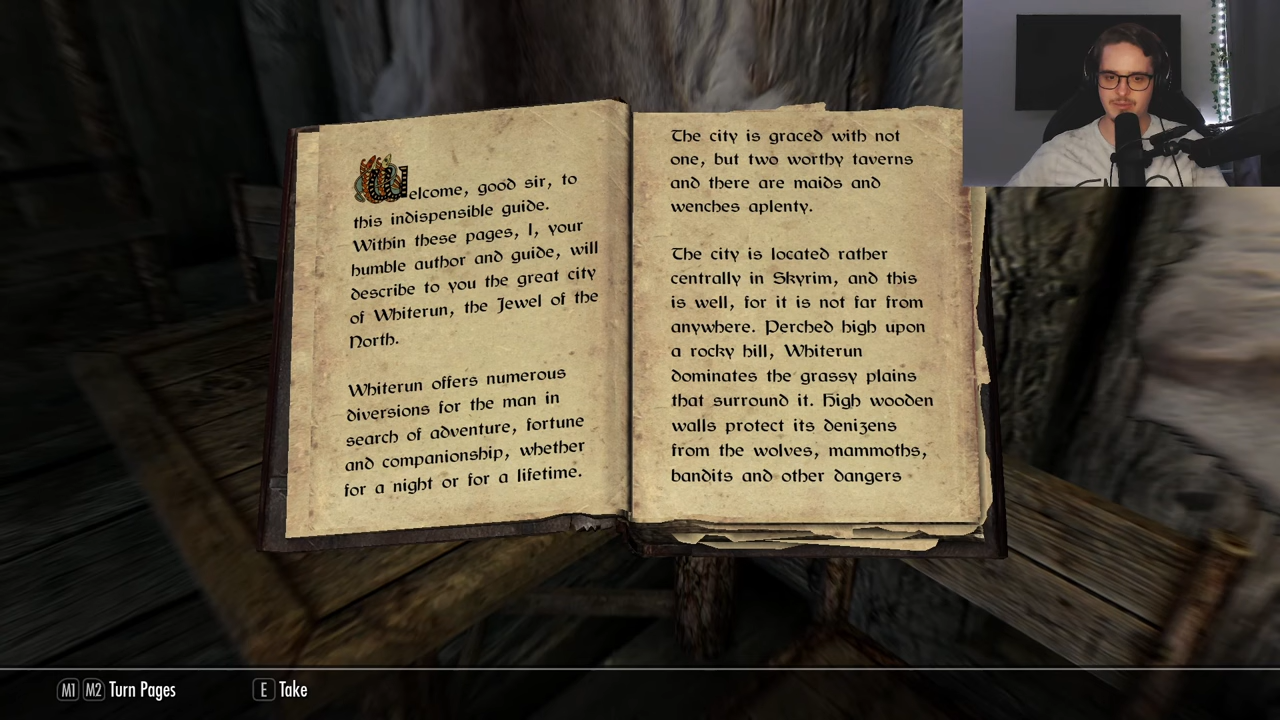 Welcome, good sir, to
this indispensible guide.
Within these pages, I, your
humble author and guide, will
describe to you the great city
of Whiterun, the Jewel of the
North.
Whiterun offers numerous
diversions for the man in
search of adventure, fortune
and companionship, whether
for a night or for a lifetime.
The city is graced with not
one, but two worthy taverns
and there are maids and
wenches aplenty.
The city is located rather
centrally in Skyrim, and this
is well, for it is not far from
anywhere. Perched high upon
a rocky hill, Whiterun
dominates the grassy plains
that surround it. High wooden
walls protect its denizens
from the wolves, mammoths,
bandits and other dangers
M1 M2 Turn Pages
E Take